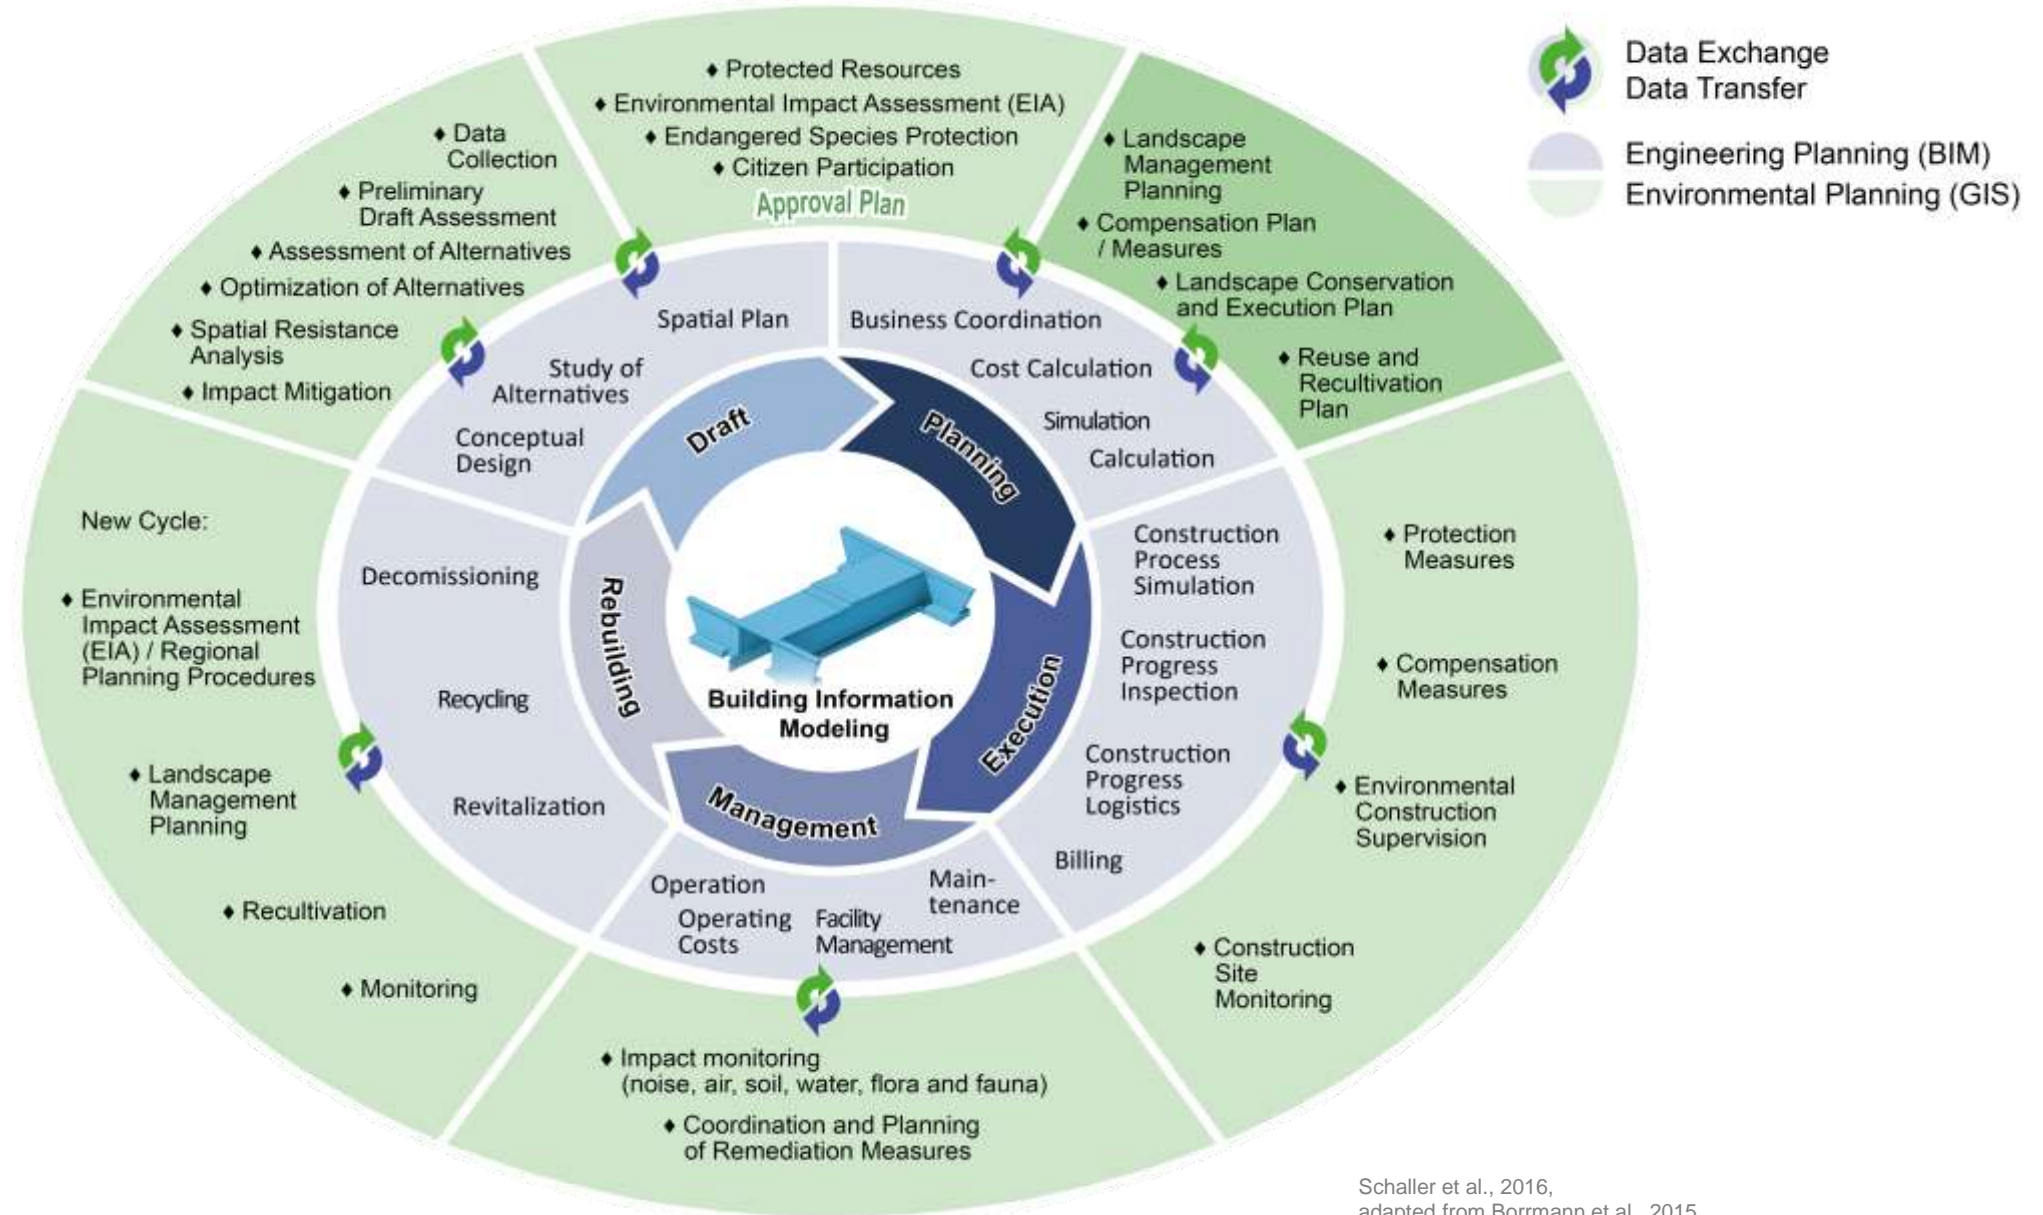 Data Exchange
Data Transfer
Engineering Planning (BIM)
Environmental Planning (GIS)
♦ Protected Resources
♦ Environmental Impact Assessment (EIA)
♦ Endangered Species Protection
♦ Citizen Participation
Approval Plan
♦ Landscape
Management
Planning
♦ Compensation Plan
/ Measures
♦ Landscape Conservation
and Execution Plan
♦ Reuse and
Recultivation
Plan
♦ Protection
Measures
♦ Compensation
Measures
♦ Environmental
Construction
Supervision
♦ Construction
Site
Monitoring
♦ Impact monitoring
(noise, air, soil, water, flora and fauna)
♦ Coordination and Planning
of Remediation Measures
New Cycle:
♦ Environmental
Impact Assessment
(EIA) / Regional
Planning Procedures
♦ Landscape
Management
Planning
♦ Recultivation
♦ Monitoring
♦ Data
Collection
♦ Preliminary
Draft Assessment
♦ Assessment of Alternatives
♦ Optimization of Alternatives
♦ Spatial Resistance
Analysis
♦ Impact Mitigation
Spatial Plan
Study of
Alternatives
Conceptual
Design
Business Coordination
Cost Calculation
Simulation
Calculation
Construction
Process
Simulation
Construction
Progress
Inspection
Construction
Progress
Logistics
Billing
Main-
tenance
Facility
Management
Operation
Operating
Costs
Decomissioning
Recycling
Revitalization
Draft
Planning
Execution
Management
Rebuilding
Building Information
Modeling
Schaller et al., 2016,
adapted from Borrmann et al., 2015